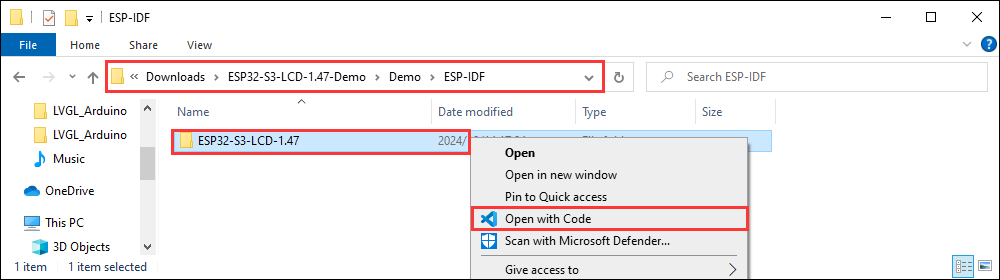 ESP-IDF
File Home Share View
« Downloads > ESP32-S3-LCD-1.47-Demo > Demo > ESP-IDF
Search ESP-IDF
Name Date modified Type Size
LVGL_Arduino
LVGL_Arduino
Music
OneDrive
This PC
3D Objects
ESP32-S3-LCD-1.47 2024/
Open
Open in new window
Pin to Quick access
Open with Code
Scan with Microsoft Defender...
Give access to
1 item 1 item selected